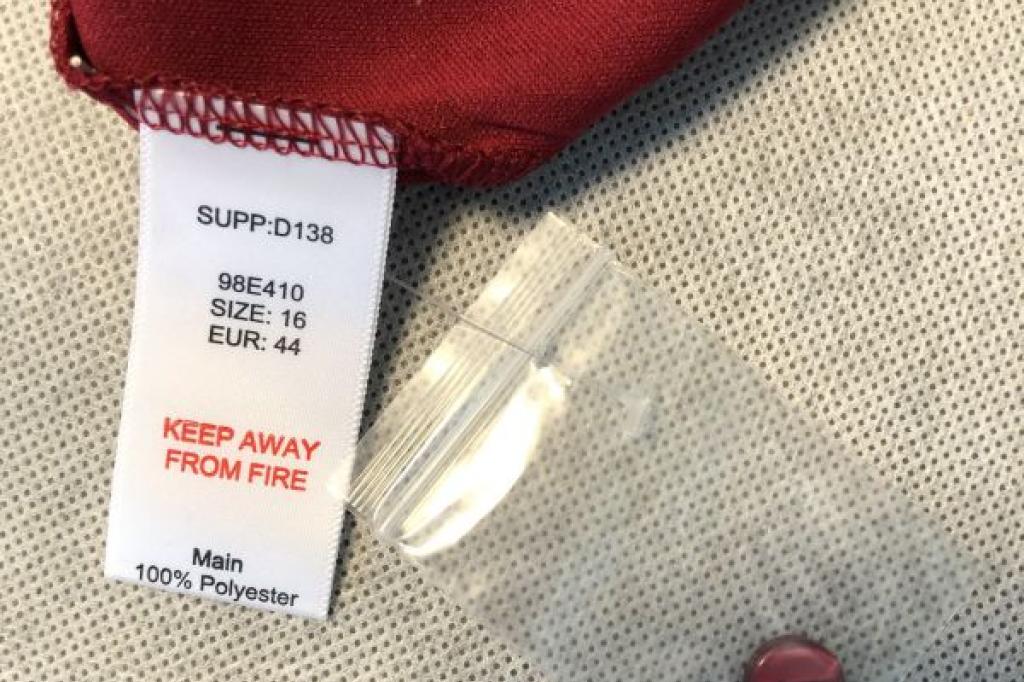 SUPP:D138
98E410
SIZE: 16
EUR: 44
KEEP AWAY
FROM FIRE
Main
100% Polyester